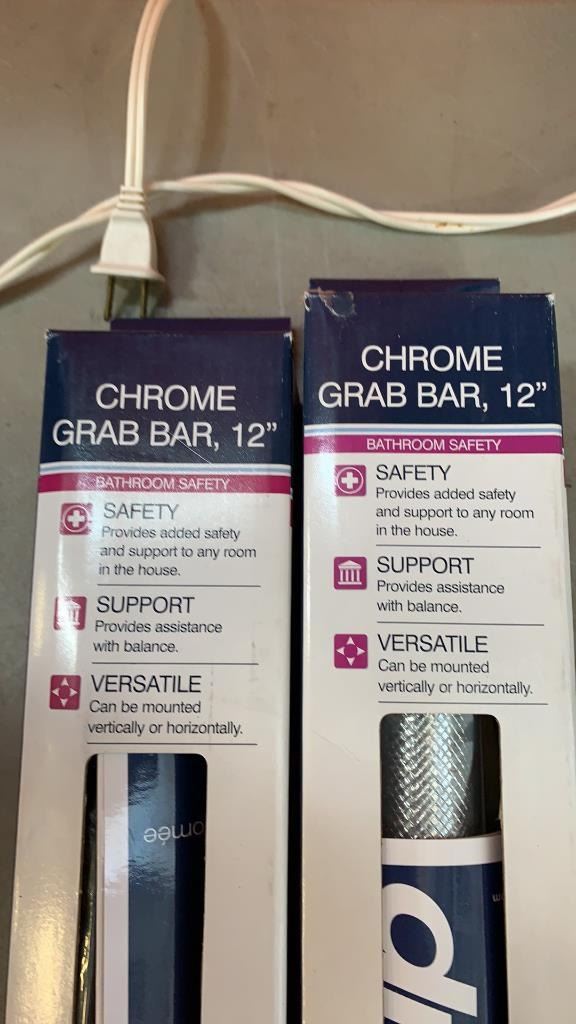 CHROME
GRAB BAR, 12”
BATHROOM SAFETY
SAFETY
Provides added safety
and support to any room
in the house.
SUPPORT
Provides assistance
with balance.
VERSATILE
Can be mounted
vertically or horizontally.
CHROME
GRAB BAR, 12”
BATHROOM SAFETY
SAFETY
Provides added safety
and support to any room
in the house.
SUPPORT
Provides assistance
with balance.
VERSATILE
Can be mounted
vertically or horizontally.